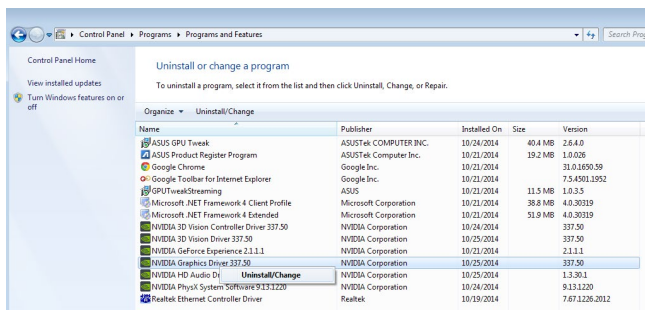 Control Panel ▸ Programs ▸ Programs and Features
Search Prog
Control Panel Home
View installed updates
Turn Windows features on or off
Uninstall or change a program
To uninstall a program, select it from the list and then click Uninstall, Change, or Repair.
Organize Uninstall/Change
Name Publisher Installed On Size Version
ASUS GPU Tweak ASUSTek COMPUTER INC. 10/24/2014 40.4 MB 2.6.4.0
ASUS Product Register Program ASUSTek Computer Inc. 10/21/2014 19.2 MB 1.0.026
Google Chrome Google Inc. 10/21/2014 31.0.1650.59
Google Toolbar for Internet Explorer Google Inc. 10/21/2014 7.5.4501.1952
GPUTweakStreaming ASUS 10/21/2014 11.5 MB 1.0.3.5
Microsoft .NET Framework 4 Client Profile Microsoft Corporation 10/21/2014 38.8 MB 4.0.30319
Microsoft .NET Framework 4 Extended Microsoft Corporation 10/21/2014 51.9 MB 4.0.30319
NVIDIA 3D Vision Controller Driver 337.50 NVIDIA Corporation 10/24/2014 337.50
NVIDIA 3D Vision Driver 337.50 NVIDIA Corporation 10/25/2014 337.50
NVIDIA GeForce Experience 2.1.1.1 NVIDIA Corporation 10/21/2014 2.1.1.1
NVIDIA Graphics Driver 337.50 NVIDIA Corporation 10/25/2014 337.50
NVIDIA HD Audio Dr Uninstall/Change NVIDIA Corporation 10/25/2014 1.3.30.1
NVIDIA PhysX System Software 9.13.1220 NVIDIA Corporation 10/24/2014 9.13.1220
Realtek Ethernet Controller Driver Realtek 10/19/2014 7.67.1226.2012